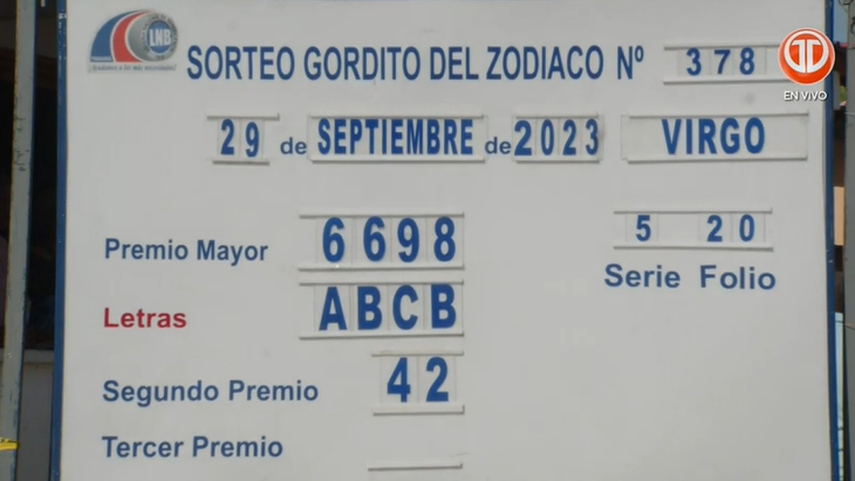 LNB
SORTEO GORDITO DEL ZODIACO Nº 378
EN VIVO
29 de SEPTIEMBRE de 2023 VIRGO
Premio Mayor 6698 5 20
Serie Folio
Letras ABCB
Segundo Premio 42
Tercer Premio